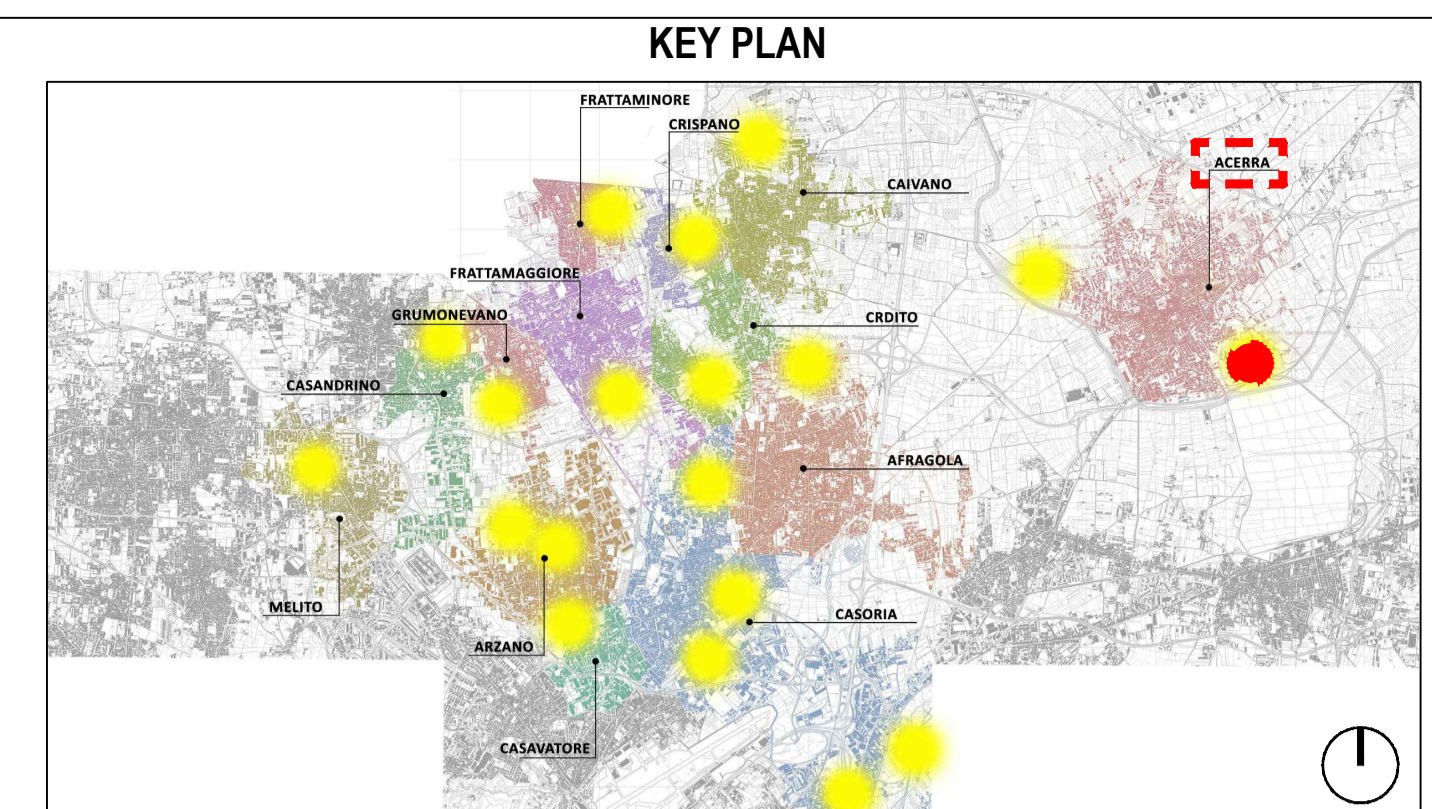 KEY PLAN
FRATTAMINORE
CRISPANO
ACERRA
CAIVANO
FRATTAMAGGIORE
GRUMONEVANO
CRDITO
CASANDRINO
AFRAGOLA
MELITO
CASORIA
ARZANO
CASAVATORE